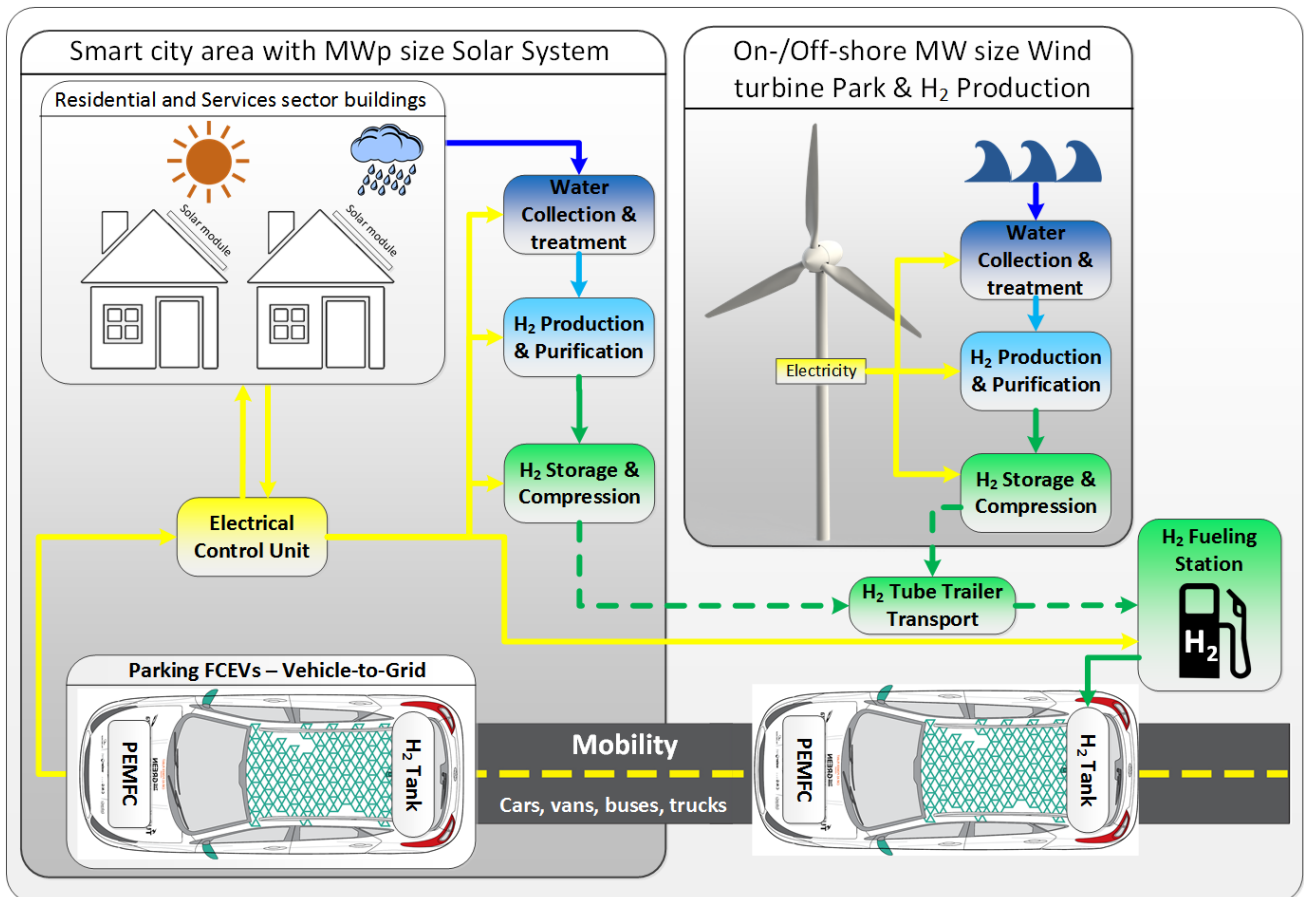 Smart city area with MWp size Solar System
Residential and Services sector buildings
Solar module
Solar module
Water
Collection &
treatment
H₂ Production
& Purification
H₂ Storage &
Compression
Electrical
Control Unit
On-/Off-shore MW size Wind
turbine Park & H₂ Production
Water
Collection &
treatment
Electricity
H₂ Production
& Purification
H₂ Storage &
Compression
H₂ Tube Trailer
Transport
H₂ Fueling
Station
H₂
Parking FCEVs – Vehicle-to-Grid
PEMFC
H₂ Tank
Mobility
Cars, vans, buses, trucks
PEMFC
H₂ Tank